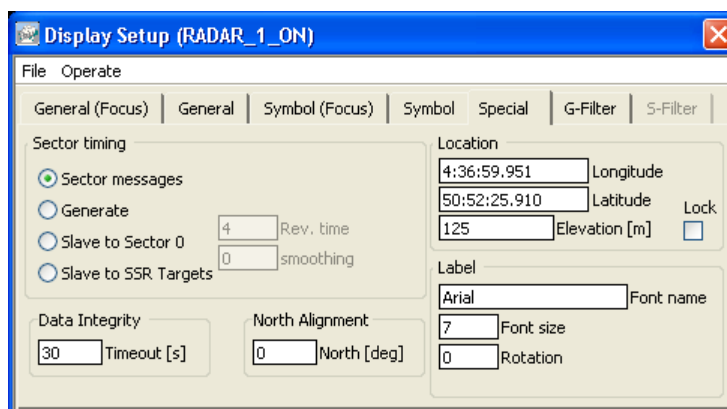 Display Setup (RADAR_1_ON)
File Operate
General (Focus) General Symbol (Focus) Symbol Special G-Filter S-Filter
Sector timing
Sector messages
Generate
Slave to Sector 0
Slave to SSR Targets
4 Rev. time
0 smoothing
Location
4:36:59.951 Longitude
50:52:25.910 Latitude
125 Elevation [m]
Lock
Data Integrity
30 Timeout [s]
North Alignment
0 North [deg]
Label
Arial Font name
7 Font size
0 Rotation